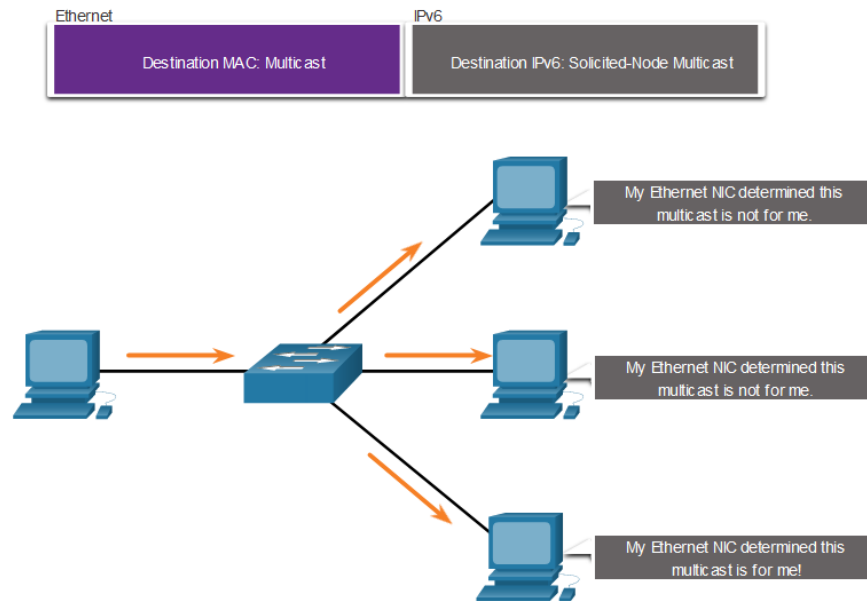 Ethernet
IPv6
Destination MAC: Multicast
Destination IPv6: Solicited-Node Multicast
My Ethernet NIC determined this
multicast is not for me.
My Ethernet NIC determined this
multicast is not for me.
My Ethernet NIC determined this
multicast is for me!